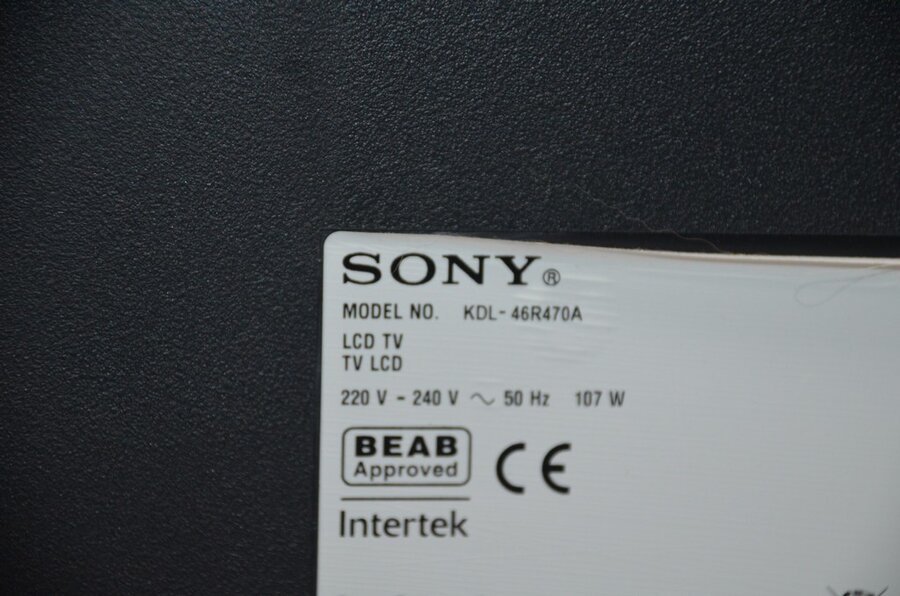 SONY®
MODEL NO. KDL-46R470A
LCD TV
TV LCD
220 V - 240 V ~ 50 Hz 107 W
BEAB
Approved
CE
Intertek